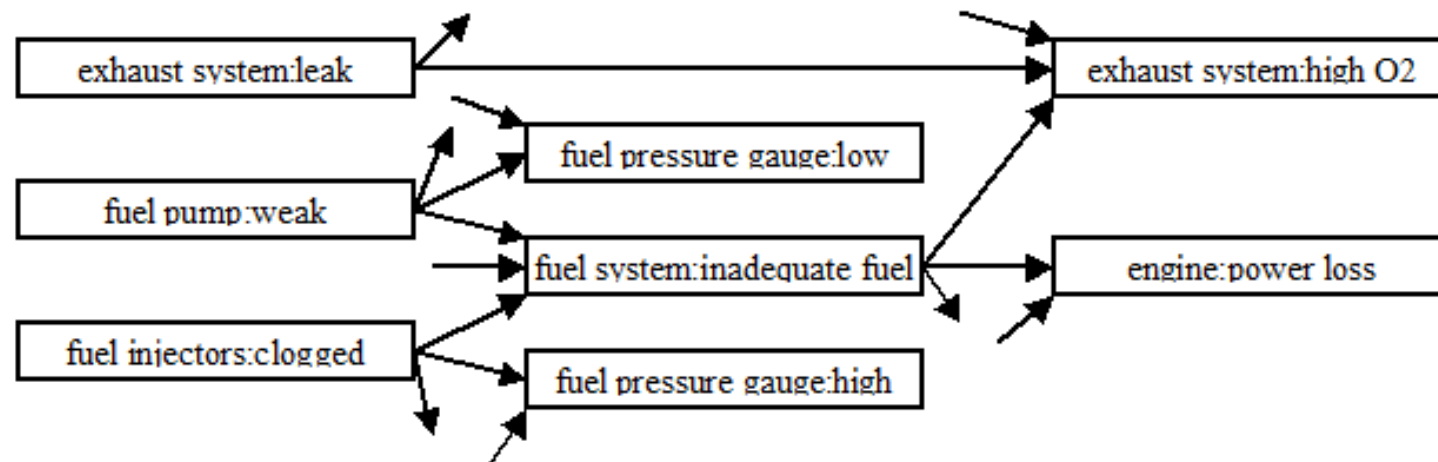 exhaust system:leak
exhaust system:high O2
fuel pressure gauge:low
fuel pump:weak
fuel system:inadequate fuel
engine:power loss
fuel injectors:clogged
fuel pressure gauge:high